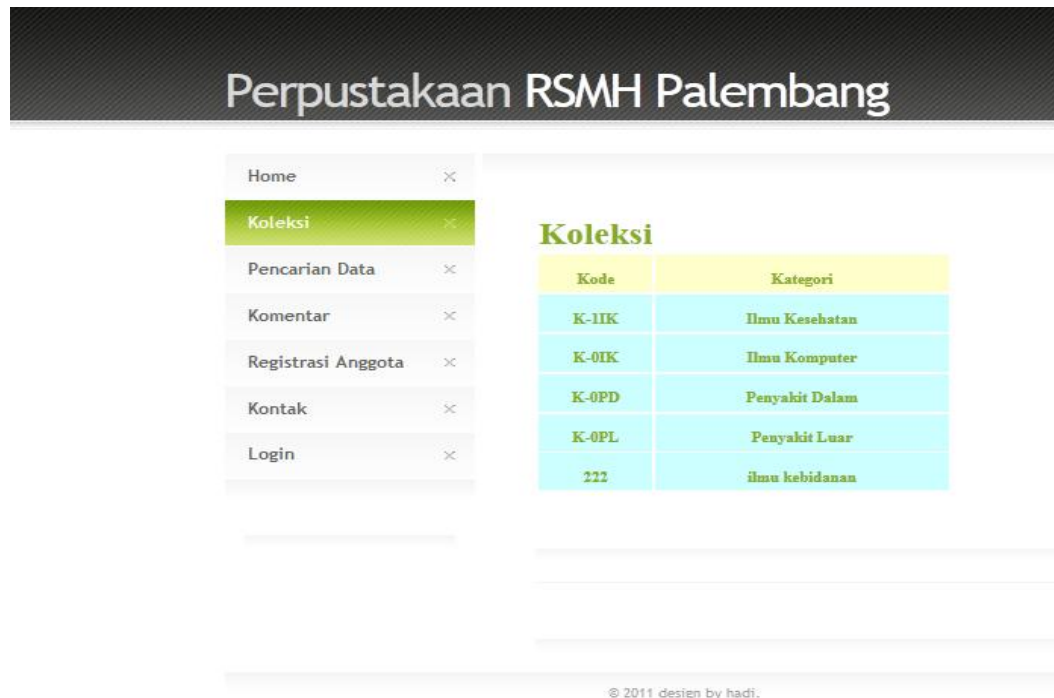 Perpustakaan RSMH Palembang
Home
Koleksi
Pencarian Data
Komentar
Registrasi Anggota
Kontak
Login
Koleksi
Kode Kategori
K-1IK Ilmu Kesehatan
K-0IK Ilmu Komputer
K-0PD Penyakit Dalam
K-0PL Penyakit Luar
222 ilmu kebidanan
© 2011 design by hadi.